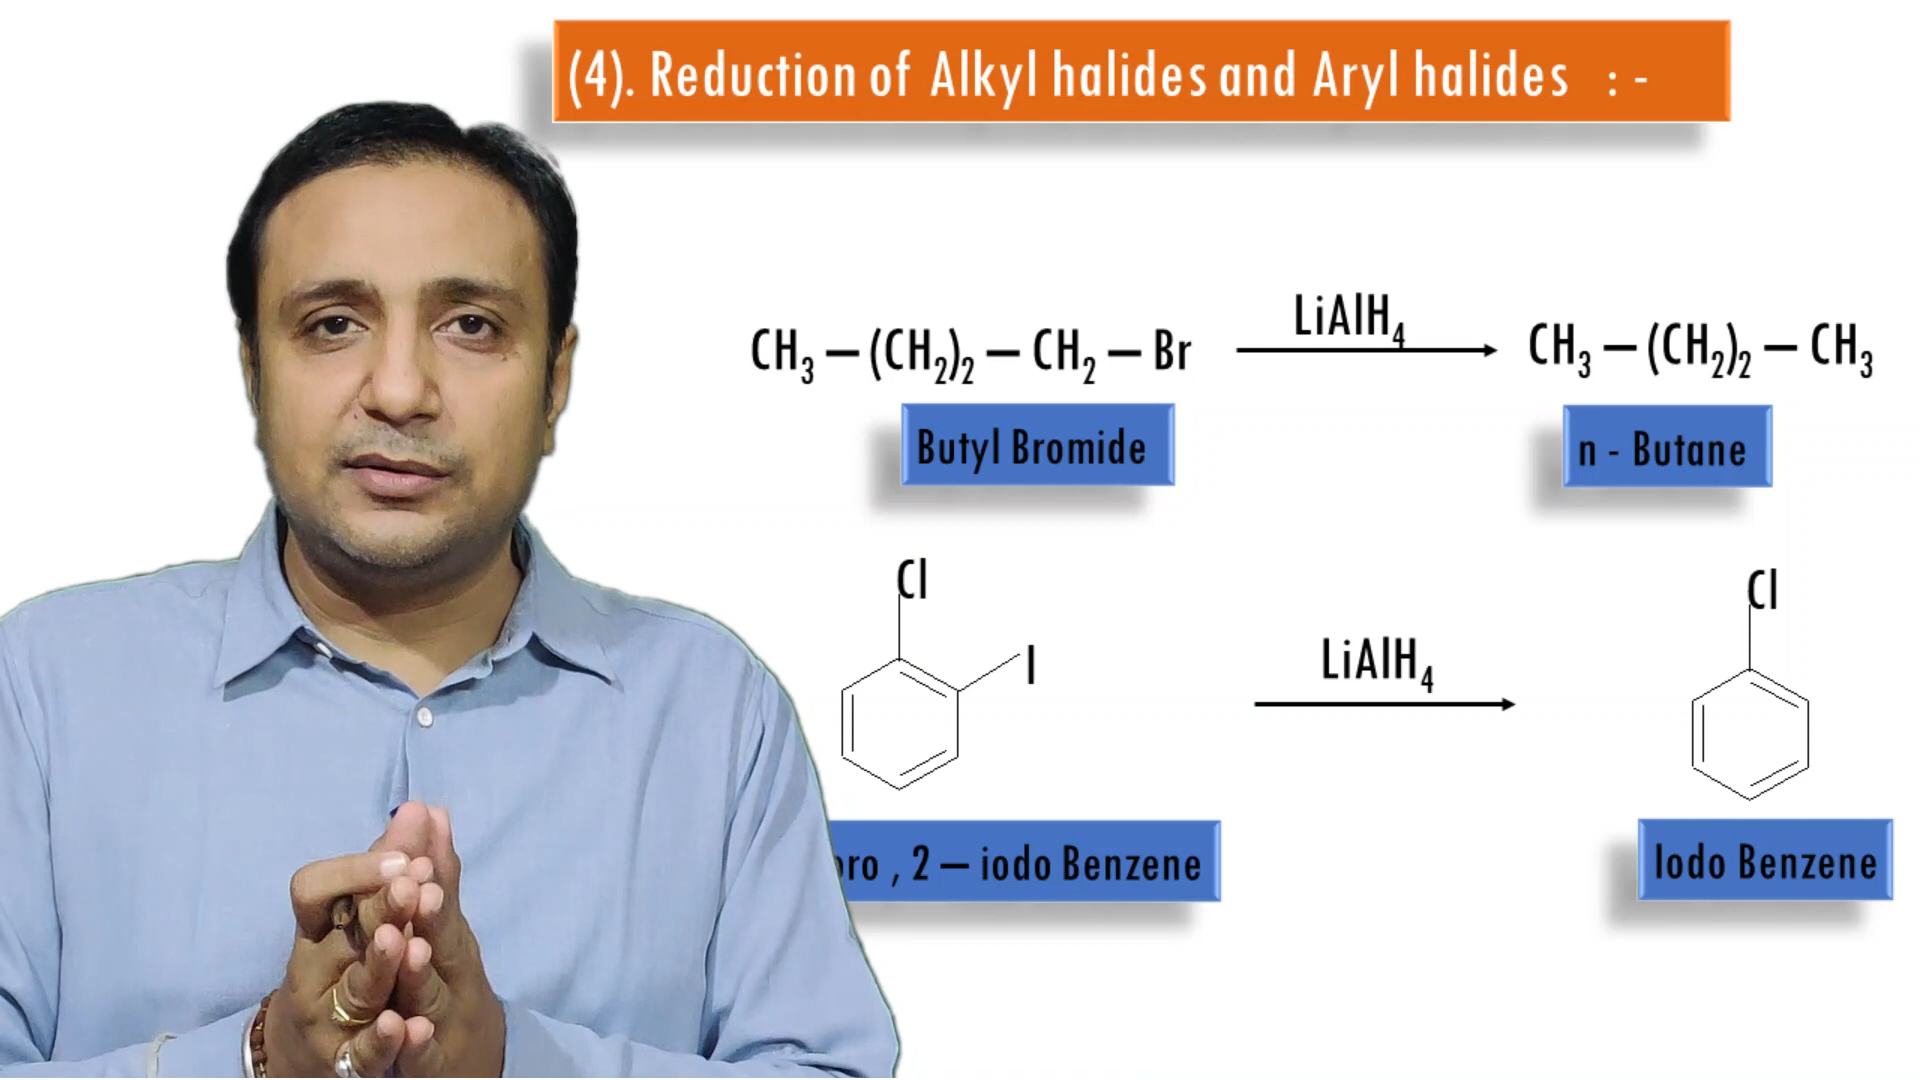 (4). Reduction of Alkyl halides and Aryl halides : -
CH₃ – (CH₂)₂ – CH₂ – Br
LiAlH₄
CH₃ – (CH₂)₂ – CH₃
Butyl Bromide
n - Butane
Cl
I
LiAlH₄
Cl
, 2 – iodo Benzene
Iodo Benzene